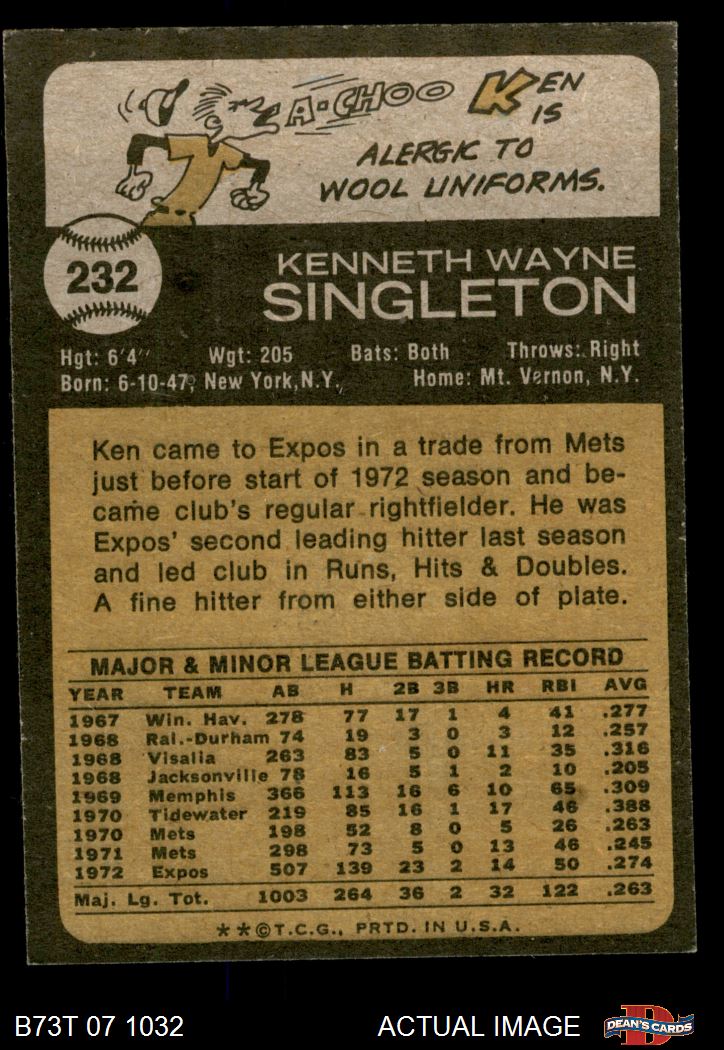 A-CHOO KEN
IS
ALERGIC TO
WOOL UNIFORMS.
232
KENNETH WAYNE
SINGLETON
Hgt: 6'4" Wgt: 205 Bats: Both Throws: Right
Born: 6-10-47, New York, N.Y. Home: Mt. Vernon, N.Y.
Ken came to Expos in a trade from Mets
just before start of 1972 season and be-
came club's regular rightfielder. He was
Expos' second leading hitter last season
and led club in Runs, Hits & Doubles.
A fine hitter from either side of plate.
MAJOR & MINOR LEAGUE BATTING RECORD
YEAR TEAM AB H 2B 3B HR RBI AVG
1967 Win. Hav. 278 77 17 1 4 41 .277
1968 Ral.-Durham 74 19 3 0 3 12 .257
1968 Visalia 263 83 5 0 11 35 .316
1968 Jacksonville 78 16 5 1 2 10 .205
1969 Memphis 366 113 16 6 10 65 .309
1970 Tidewater 219 85 16 1 17 46 .388
1970 Mets 198 52 8 0 5 26 .263
1971 Mets 298 73 5 0 13 46 .245
1972 Expos 507 139 23 2 14 50 .274
Maj. Lg. Tot. 1003 264 36 2 32 122 .263
**©T.C.G., PRTD. IN U.S.A.
B73T 07 1032 ACTUAL IMAGE DEAN'S CARDS